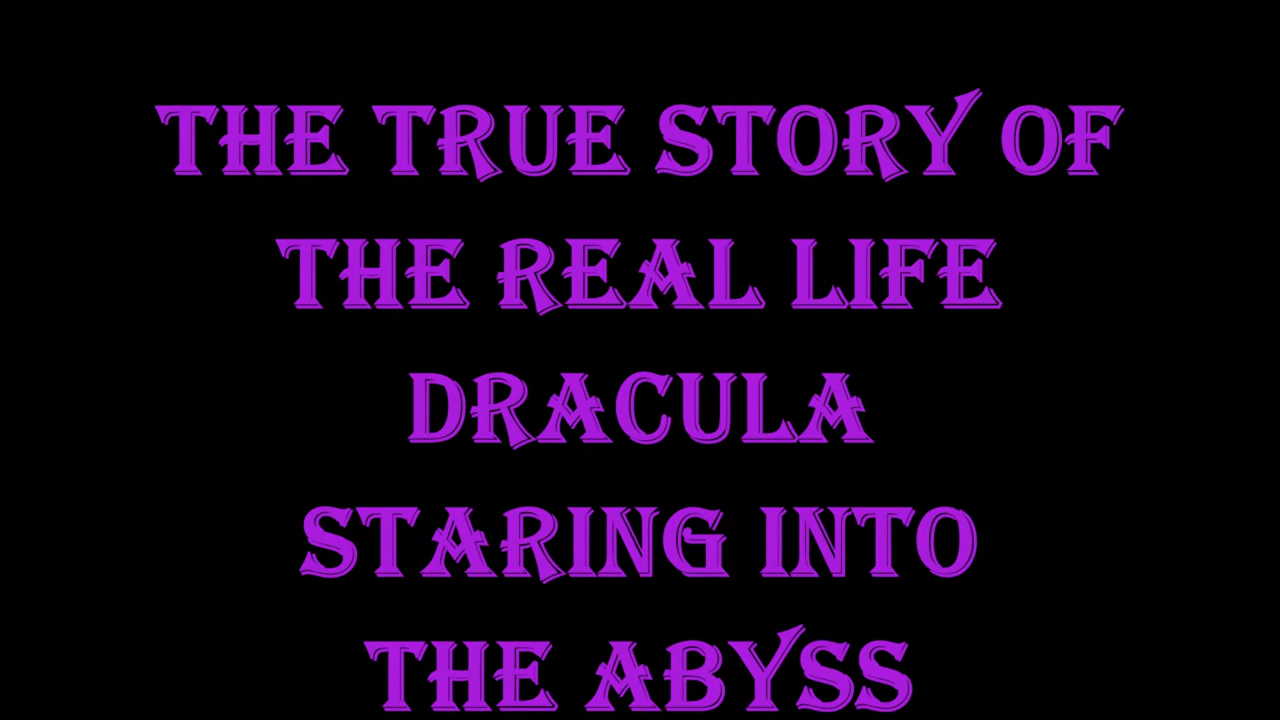 THE TRUE STORY OF
THE REAL LIFE
DRACULA
STARING INTO
THE ABYSS